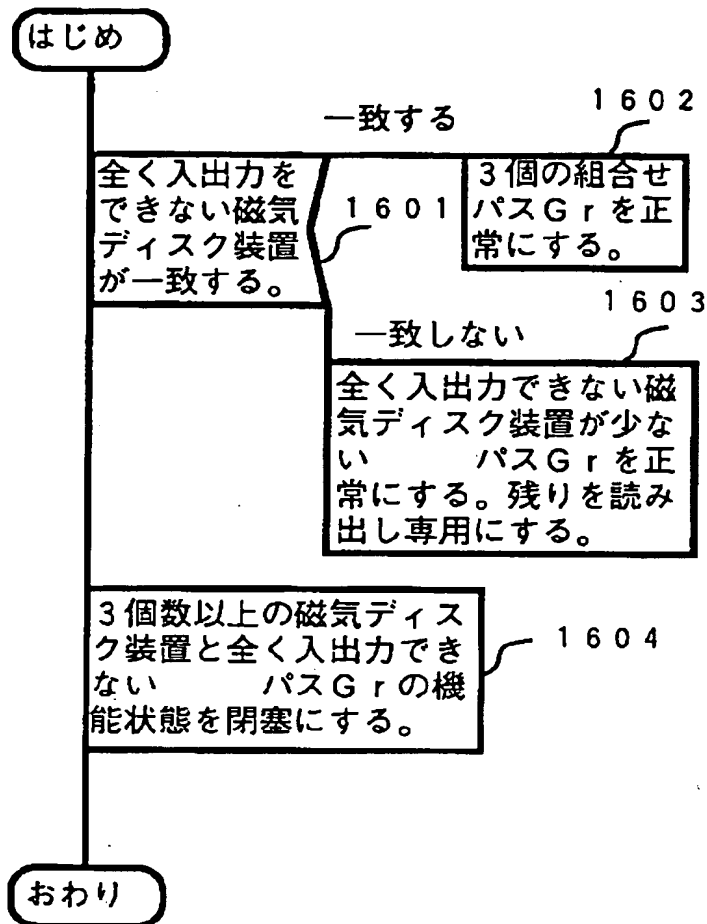 はじめ
一致する
1602
全く入出力を
できない磁気
ディスク装置
が一致する。
1601
3個の組合せ
パスGrを正
常にする。
一致しない
1603
全く入出力できない磁
気ディスク装置が少な
い　　　パスGrを正
常にする。残りを読み
出し専用にする。
3個数以上の磁気ディス
ク装置と全く入出力でき
ない　　　パスGrの機
能状態を閉塞にする。
1604
おわり